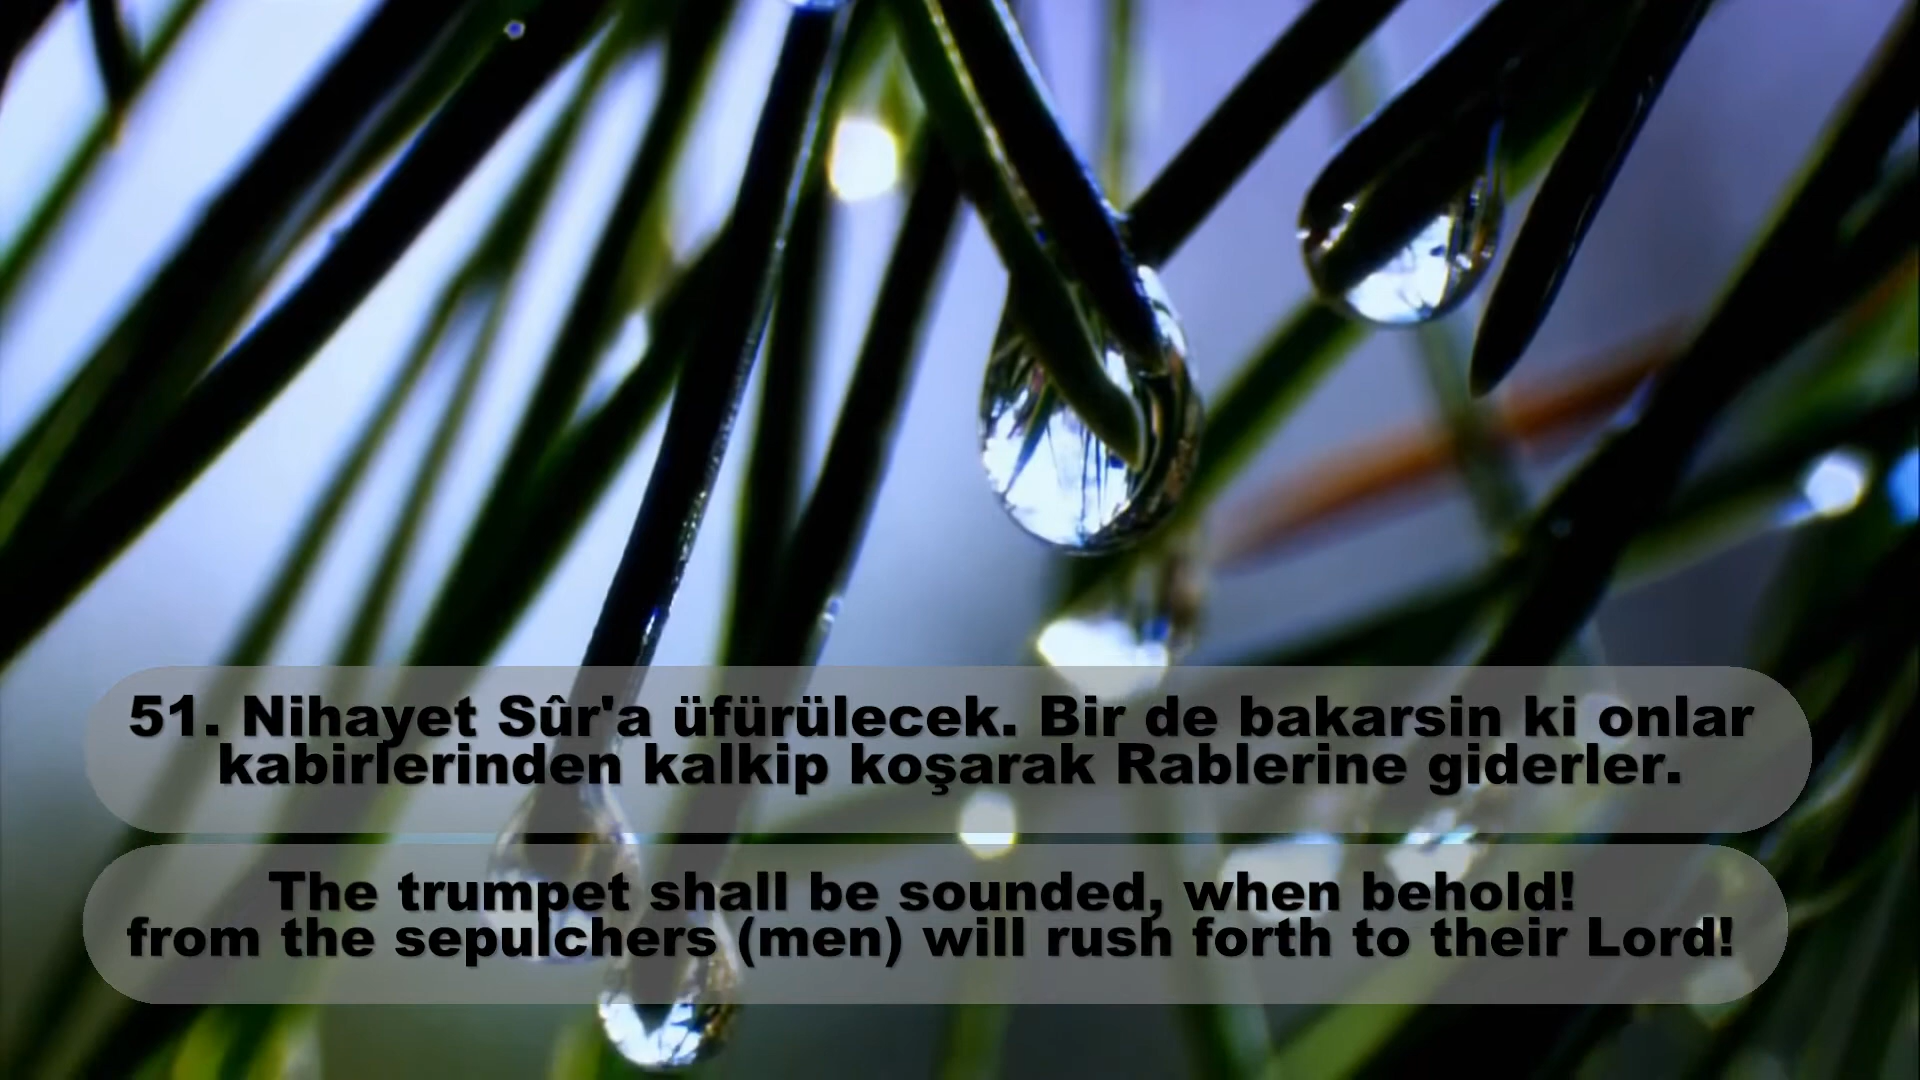 51. Nihayet Sûr'a üfürülecek. Bir de bakarsin ki onlar
kabirlerinden kalkip koşarak Rablerine giderler.
The trumpet shall be sounded, when behold!
from the sepulchers (men) will rush forth to their Lord!